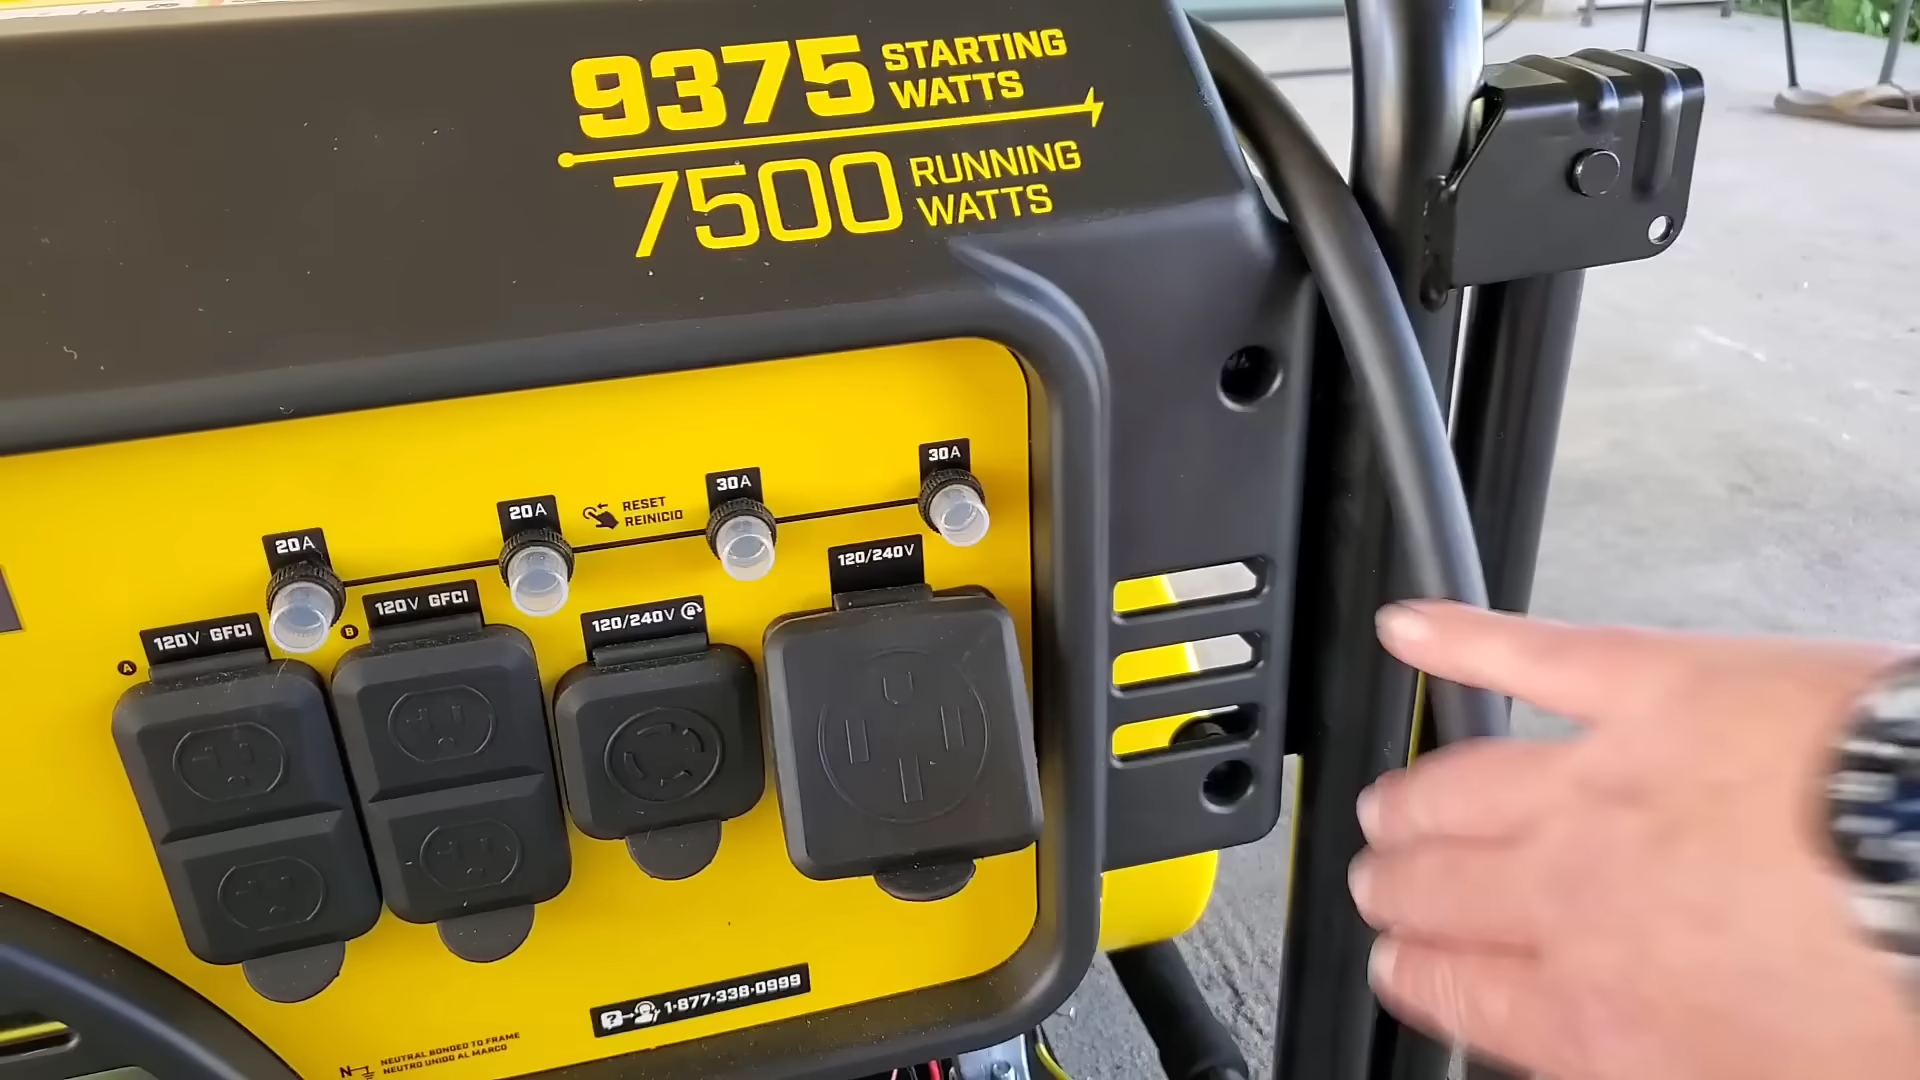 9375 STARTING
WATTS
7500 RUNNING
WATTS
30A
30A
20A
RESET
REINICIO
20A
120/240V
120/240V
120V GFCI
B
120V GFCI
A
1-877-338-0999
NEUTRAL BONDED TO FRAME
NEUTRO UNIDO AL MARCO
N